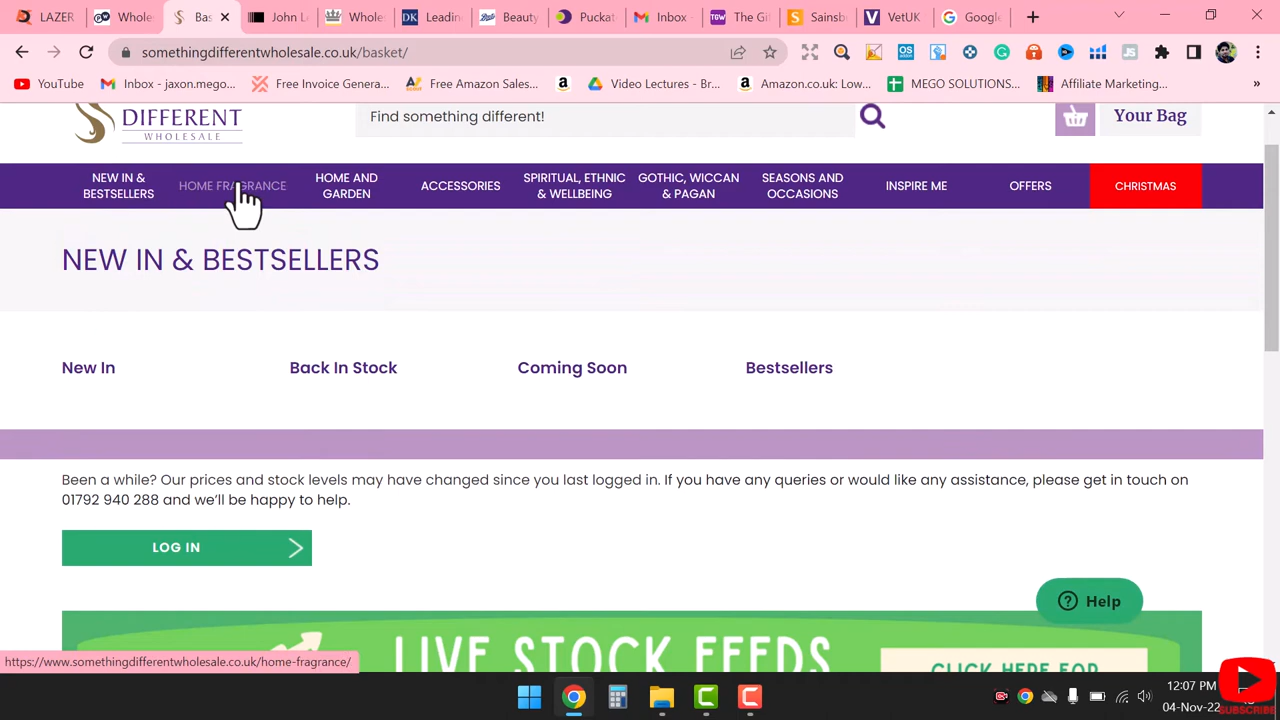 LAZER
Whole
Bas
John L
Whole
DK Leadin
Boots Beauty
Puckat
Inbox
TGW The Gi
S Sainsb
V VetUK
G Google
somethingdifferentwholesale.co.uk/basket/
YouTube
Inbox - jaxon.mego...
Free Invoice Genera...
Free Amazon Sales...
Video Lectures - Br...
Amazon.co.uk: Low...
MEGO SOLUTIONS...
Affiliate Marketing...
DIFFERENT
WHOLESALE
Find something different!
Your Bag
NEW IN &
BESTSELLERS
HOME FRAGRANCE
HOME AND
GARDEN
ACCESSORIES
SPIRITUAL, ETHNIC
& WELLBEING
GOTHIC, WICCAN
& PAGAN
SEASONS AND
OCCASIONS
INSPIRE ME
OFFERS
CHRISTMAS
NEW IN & BESTSELLERS
New In
Back In Stock
Coming Soon
Bestsellers
Been a while? Our prices and stock levels may have changed since you last logged in. If you have any queries or would like any assistance, please get in touch on
01792 940 288 and we'll be happy to help.
LOG IN
Help
LIVE STOCK FEEDS
CLICK HERE FOR
https://www.somethingdifferentwholesale.co.uk/home-fragrance/
12:07 PM
04-Nov-22
SUBSCRIBE